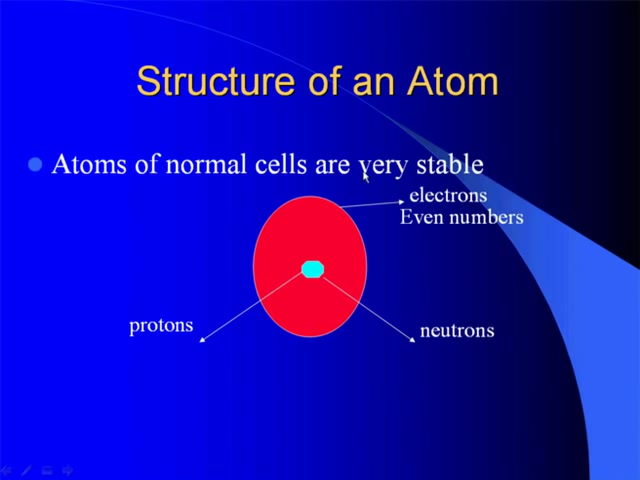 Structure of an Atom
Atoms of normal cells are very stable
electrons
Even numbers
protons
neutrons